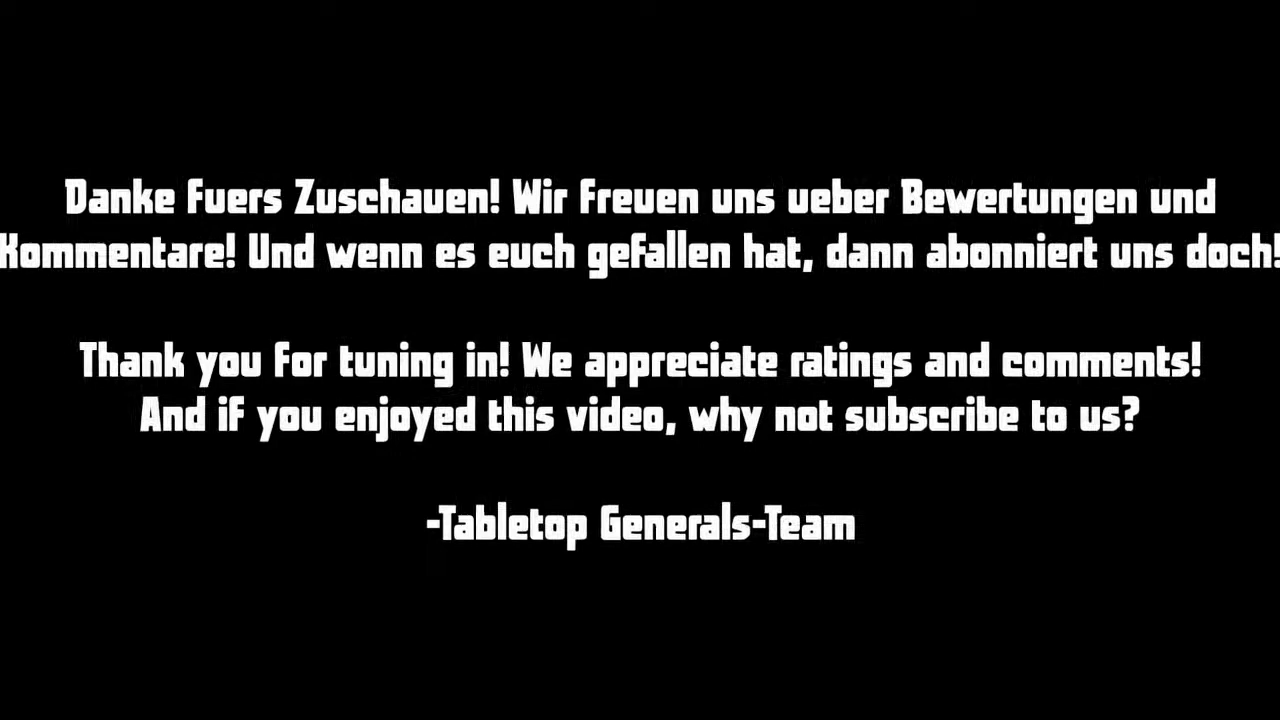 Danke fuers Zuschauen! Wir freuen uns ueber Bewertungen und
Kommentare! Und wenn es euch gefallen hat, dann abonniert uns doch!
Thank you for tuning in! We appreciate ratings and comments!
And if you enjoyed this video, why not subscribe to us?
-Tabletop Generals-Team